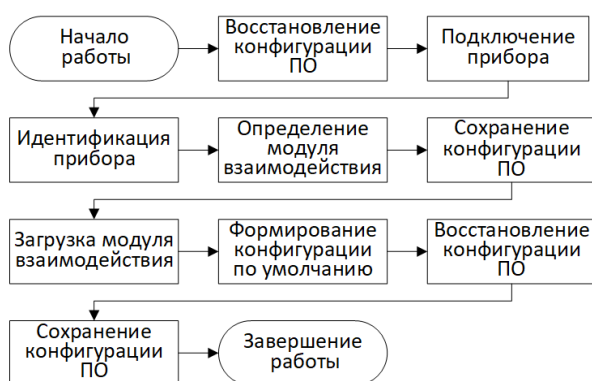 Начало
работы
Восстановление
конфигурации
ПО
Подключение
прибора
Идентификация
прибора
Определение
модуля
взаимодействия
Сохранение
конфигурации
ПО
Загрузка модуля
взаимодействия
Формирование
конфигурации
по умолчанию
Восстановление
конфигурации
ПО
Сохранение
конфигурации
ПО
Завершение
работы